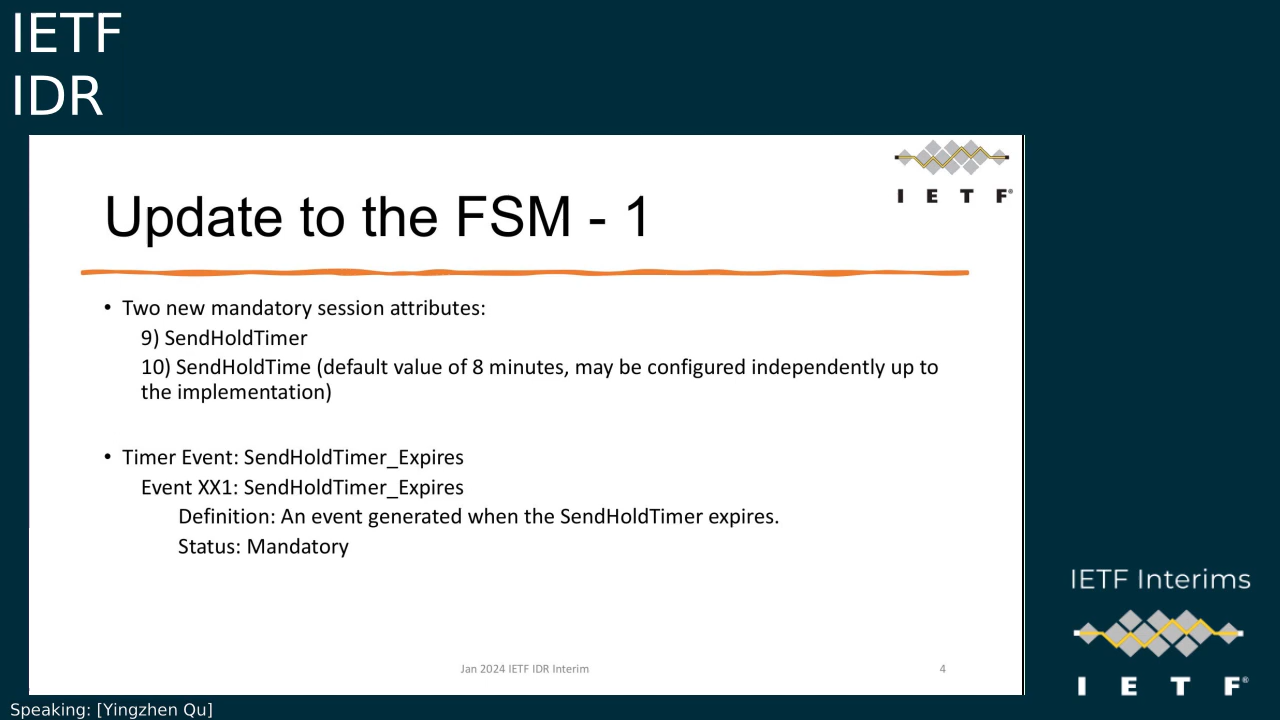 IETF
IDR
I E T F®
Update to the FSM - 1
• Two new mandatory session attributes:
9) SendHoldTimer
10) SendHoldTime (default value of 8 minutes, may be configured independently up to
the implementation)
• Timer Event: SendHoldTimer_Expires
Event XX1: SendHoldTimer_Expires
Definition: An event generated when the SendHoldTimer expires.
Status: Mandatory
Jan 2024 IETF IDR Interim
4
IETF Interims
I E T F®
Speaking: [Yingzhen Qu]